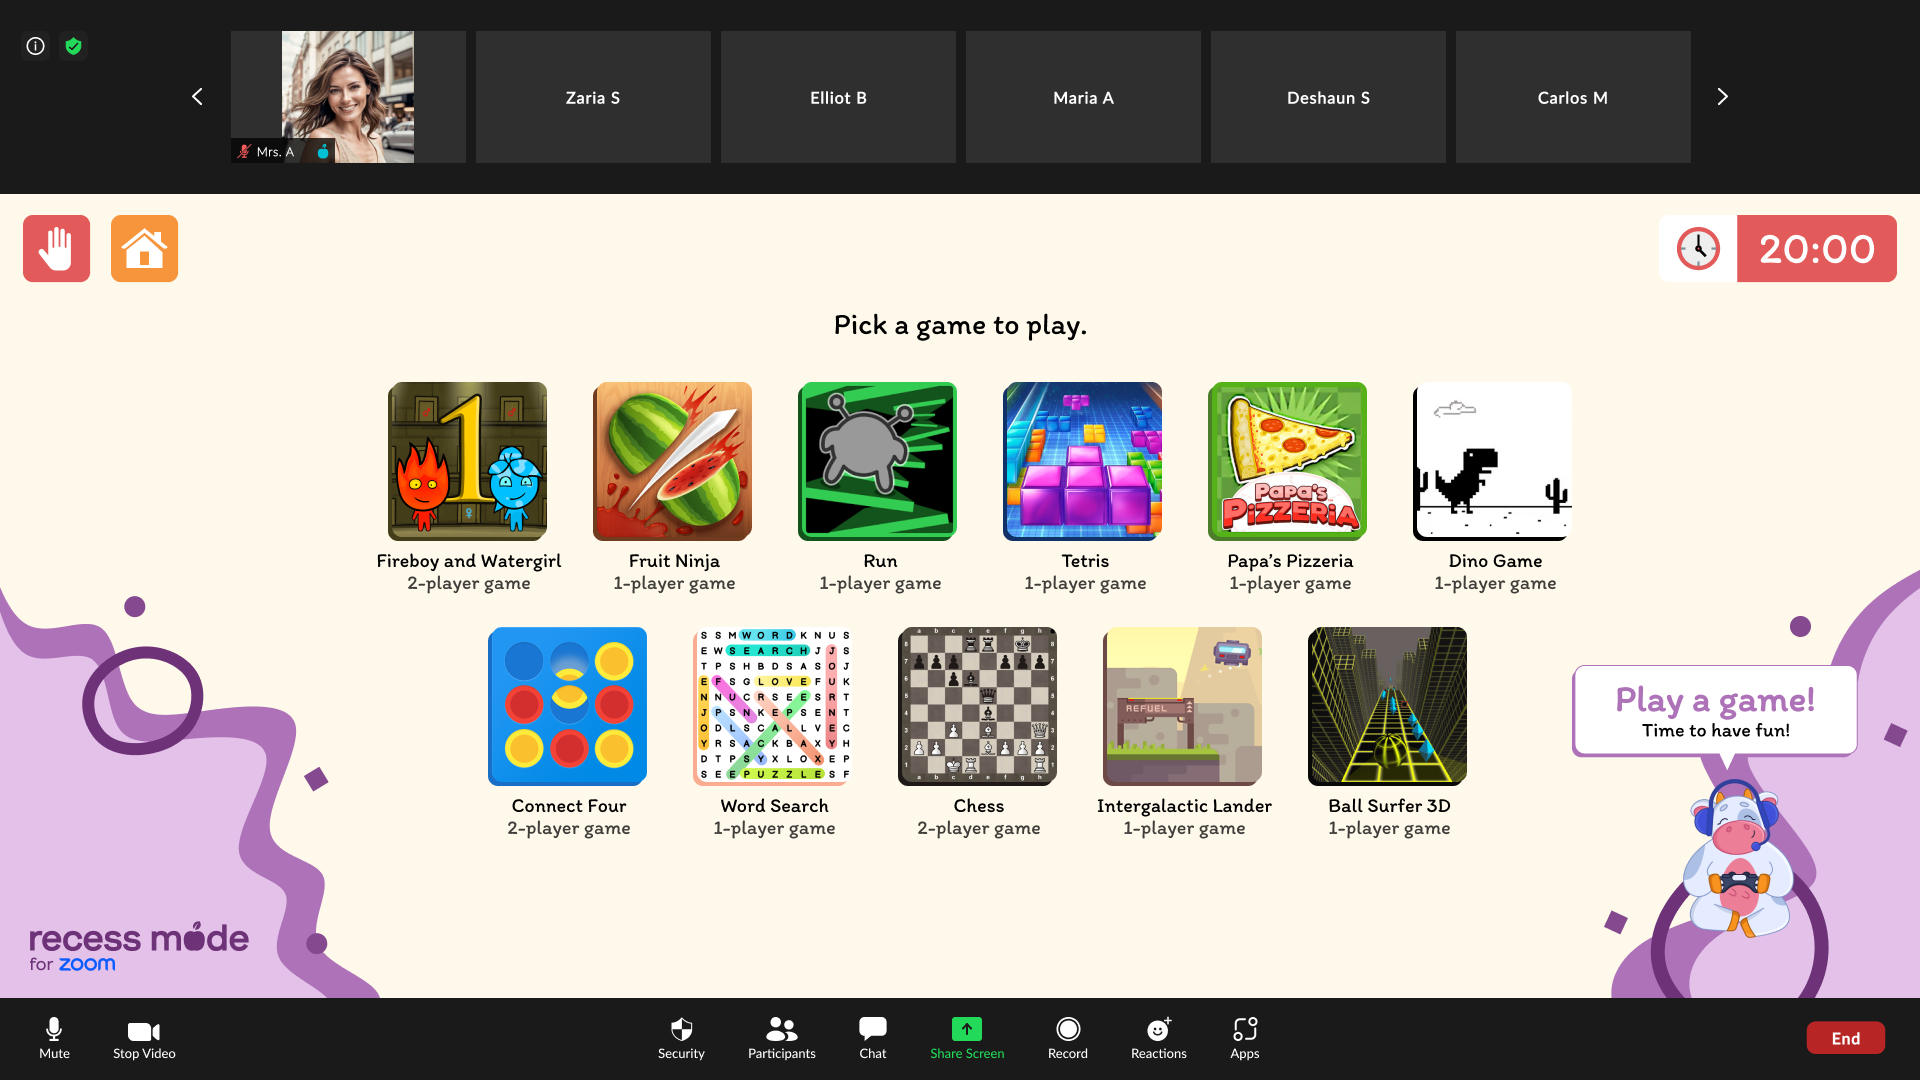 Mrs. A
Zaria S
Elliot B
Maria A
Deshaun S
Carlos M
20:00
Pick a game to play.
1
Papa's
PIZZERIA
Fireboy and Watergirl
2-player game
Fruit Ninja
1-player game
Run
1-player game
Tetris
1-player game
Papa's Pizzeria
1-player game
Dino Game
1-player game
S S M W O R D K N U S
E W S E A R C H J J S
T P S H B D S A S O J
E F S G L O V E F U K
N N U C R S E E S R T
J P S N K E P S E N T
O D L S C A L L V E C
Y R S A C K B A X Y H
D T P S Y X L O X E P
S E E P U Z Z L E S F
REFUEL
Connect Four
2-player game
Word Search
1-player game
Chess
2-player game
Intergalactic Lander
1-player game
Ball Surfer 3D
1-player game
Play a game!
Time to have fun!
recess mode
for zoom
Mute
Stop Video
Security
Participants
Chat
Share Screen
Record
Reactions
Apps
End